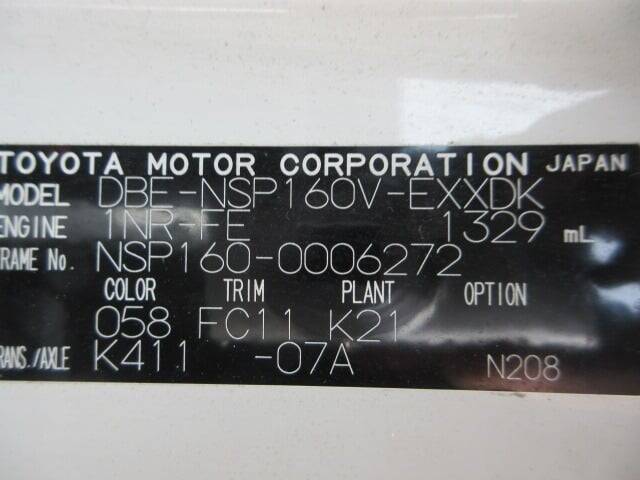 TOYOTA MOTOR CORPORATION JAPAN
MODEL DBE-NSP160V-EXXDK
ENGINE 1NR-FE 1329 mL
FRAME No. NSP160-0006272
COLOR TRIM PLANT OPTION
058 FC11 K21
TRANS./AXLE K411 -07A N208